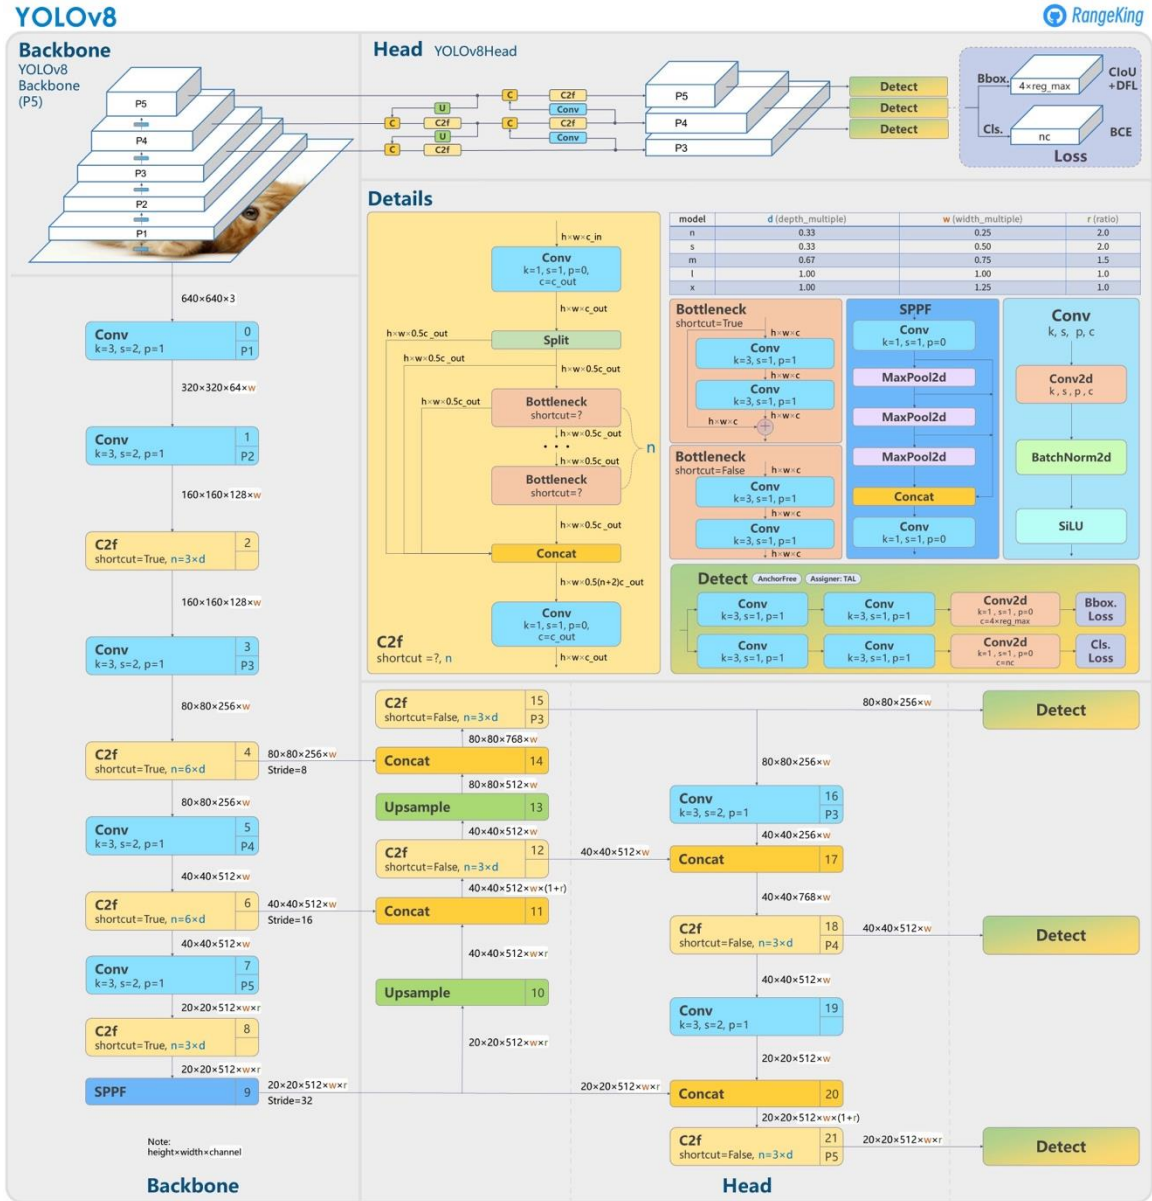 YOLOv8
RangeKing
Backbone
YOLOv8
Backbone
(P5)
P5
P4
P3
P2
P1
Head YOLOv8Head
U
C
C2f
U
C
C2f
C
C2f
Conv
C
C2f
Conv
P5
P4
P3
Detect
Detect
Detect
Bbox.
4×reg_max
CIoU
+DFL
Cls.
nc
BCE
Loss
640×640×3
Conv
k=3, s=2, p=1
0
P1
320×320×64×w
Conv
k=3, s=2, p=1
1
P2
160×160×128×w
C2f
shortcut=True, n=3×d
2
160×160×128×w
Conv
k=3, s=2, p=1
3
P3
80×80×256×w
C2f
shortcut=True, n=6×d
4
80×80×256×w
Stride=8
80×80×256×w
Conv
k=3, s=2, p=1
5
P4
40×40×512×w
C2f
shortcut=True, n=6×d
6
40×40×512×w
Stride=16
40×40×512×w
Conv
k=3, s=2, p=1
7
P5
20×20×512×w×r
C2f
shortcut=True, n=3×d
8
20×20×512×w×r
SPPF
9
20×20×512×w×r
Stride=32
Note:
height×width×channel
Backbone
Details
h×w×c_in
Conv
k=1, s=1, p=0,
c=c_out
h×w×c_out
h×w×0.5c_out
Split
h×w×0.5c_out
h×w×0.5c_out
h×w×0.5c_out
Bottleneck
shortcut=?
h×w×0.5c_out
• • •
n
h×w×0.5c_out
Bottleneck
shortcut=?
h×w×0.5c_out
Concat
h×w×0.5(n+2)c_out
Conv
k=1, s=1, p=0,
c=c_out
C2f
shortcut =?, n
h×w×c_out
model d (depth_multiple) w (width_multiple) r (ratio)
n 0.33 0.25 2.0
s 0.33 0.50 2.0
m 0.67 0.75 1.5
l 1.00 1.00 1.0
x 1.00 1.25 1.0
Bottleneck
shortcut=True
h×w×c
Conv
k=3, s=1, p=1
h×w×c
Conv
k=3, s=1, p=1
h×w×c
h×w×c
+
Bottleneck
shortcut=False
h×w×c
Conv
k=3, s=1, p=1
h×w×c
Conv
k=3, s=1, p=1
h×w×c
SPPF
Conv
k=1, s=1, p=0
MaxPool2d
MaxPool2d
MaxPool2d
Concat
Conv
k=1, s=1, p=0
Conv
k, s, p, c
Conv2d
k, s, p, c
BatchNorm2d
SiLU
Detect AnchorFree Assigner: TAL
Conv
k=3, s=1, p=1
Conv
k=3, s=1, p=1
Conv2d
k=1, s=1, p=0
c=4×reg_max
Bbox.
Loss
Conv
k=3, s=1, p=1
Conv
k=3, s=1, p=1
Conv2d
k=1, s=1, p=0
c=nc
Cls.
Loss
C2f
shortcut=False, n=3×d
15
P3
80×80×256×w
Detect
80×80×768×w
Concat
14
80×80×512×w
Upsample
13
40×40×512×w
C2f
shortcut=False, n=3×d
12
40×40×512×w
40×40×512×w×(1+r)
Concat
11
40×40×512×w×r
Upsample
10
20×20×512×w×r
80×80×256×w
Conv
k=3, s=2, p=1
16
P3
40×40×256×w
Concat
17
40×40×768×w
C2f
shortcut=False, n=3×d
18
P4
40×40×512×w
Detect
40×40×512×w
Conv
k=3, s=2, p=1
19
20×20×512×w
20×20×512×w×r
Concat
20
20×20×512×w×(1+r)
C2f
shortcut=False, n=3×d
21
P5
20×20×512×w×r
Detect
Head